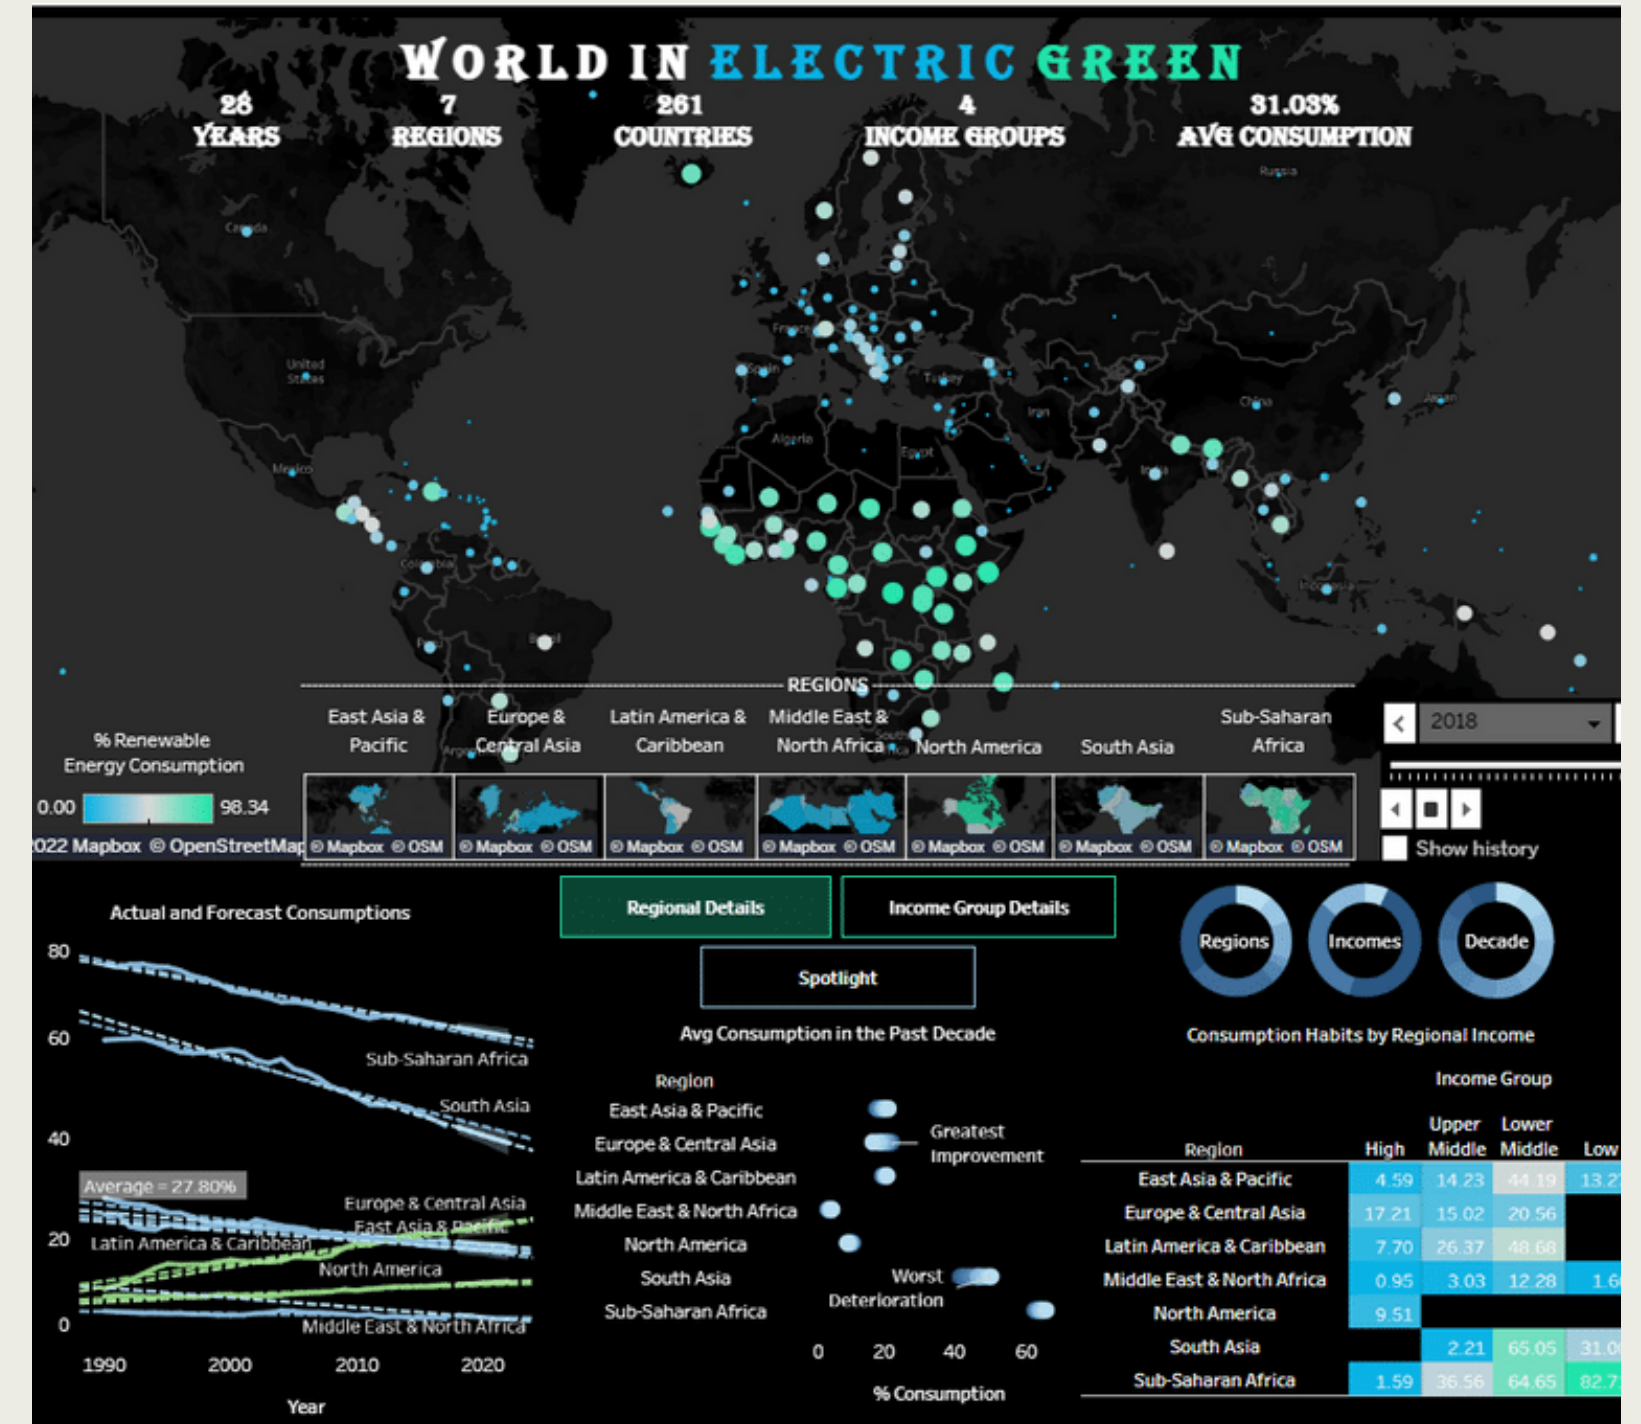 WORLD IN ELECTRIC GREEN
28 7 261 4 31.03%
YEARS REGIONS COUNTRIES INCOME GROUPS AVG CONSUMPTION
Russia
Canada
United States
France
Spain
Turkey
Iran
China
Japan
Algeria
Egypt
India
Mexico
Colombia
Indonesia
Peru
Brazil
REGIONS
East Asia & Pacific
Europe & Central Asia
Latin America & Caribbean
Middle East & North Africa
North America
South Asia
Sub-Saharan Africa
% Renewable
Energy Consumption
0.00 98.34
2022 Mapbox © OpenStreetMap
© Mapbox © OSM
© Mapbox © OSM
© Mapbox © OSM
© Mapbox © OSM
© Mapbox © OSM
© Mapbox © OSM
© Mapbox © OSM
2018
Show history
Actual and Forecast Consumptions
80
60
40
20
0
Sub-Saharan Africa
South Asia
Average = 27.80%
Europe & Central Asia
East Asia & Pacific
Latin America & Caribbean
North America
Middle East & North Africa
1990 2000 2010 2020
Year
Regional Details
Income Group Details
Spotlight
Avg Consumption in the Past Decade
Region
East Asia & Pacific
Europe & Central Asia
Latin America & Caribbean
Middle East & North Africa
North America
South Asia
Sub-Saharan Africa
Greatest
Improvement
Worst
Deterioration
0 20 40 60
% Consumption
Regions
Incomes
Decade
Consumption Habits by Regional Income
Income Group
Region High Upper Middle Lower Middle Low
East Asia & Pacific 4.59 14.23 44.19 13.2
Europe & Central Asia 17.21 15.02 20.56
Latin America & Caribbean 7.70 26.37 48.68
Middle East & North Africa 0.95 3.03 12.28 1.6
North America 9.51
South Asia 2.21 65.05 31.0
Sub-Saharan Africa 1.59 36.56 64.65 82.7